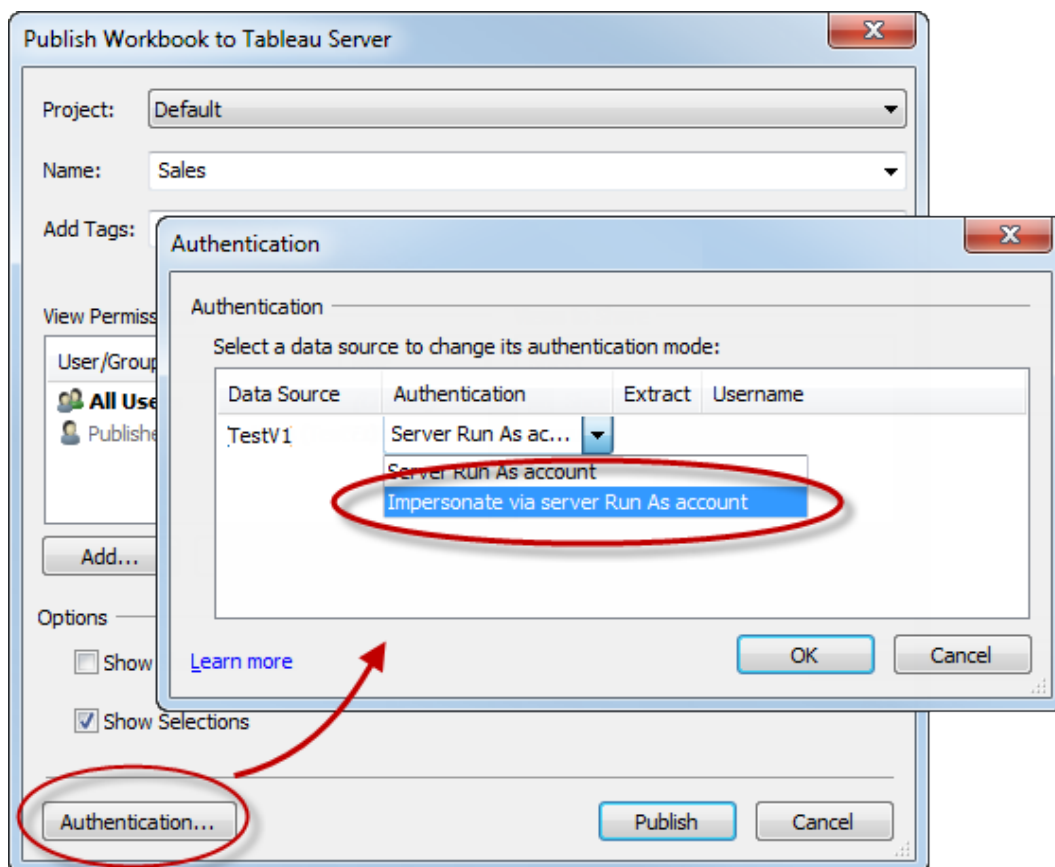 Publish Workbook to Tableau Server
Project: Default
Name: Sales
Add Tags:
Authentication
View Permiss
User/Group
All Use
Publishe
Add...
Authentication
Select a data source to change its authentication mode:
Data Source Authentication Extract Username
TestV1 Server Run As ac...
Server Run As account
Impersonate via server Run As account
Learn more
OK Cancel
Options
Show
Show Selections
Authentication...
Publish Cancel